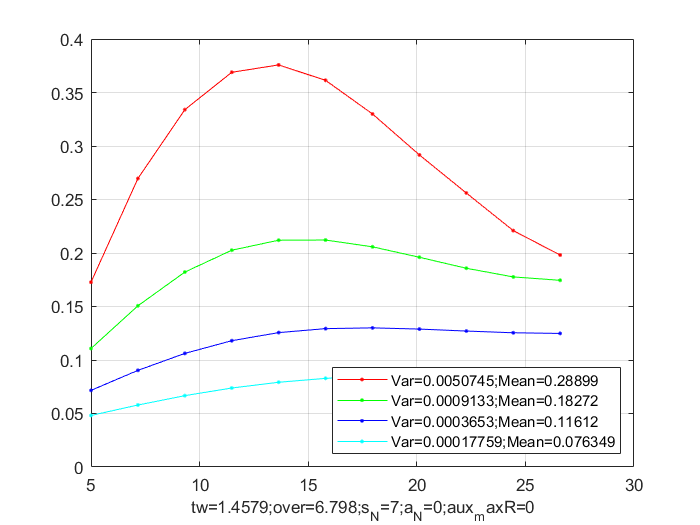 0.4
0.35
0.3
0.25
0.2
0.15
0.1
0.05
0
Var=0.0050745;Mean=0.28899
Var=0.0009133;Mean=0.18272
Var=0.0003653;Mean=0.11612
Var=0.00017759;Mean=0.076349
5 10 15 20 25 30
tw=1.4579;over=6.798;s_N=7;a_N=0;aux_maxR=0